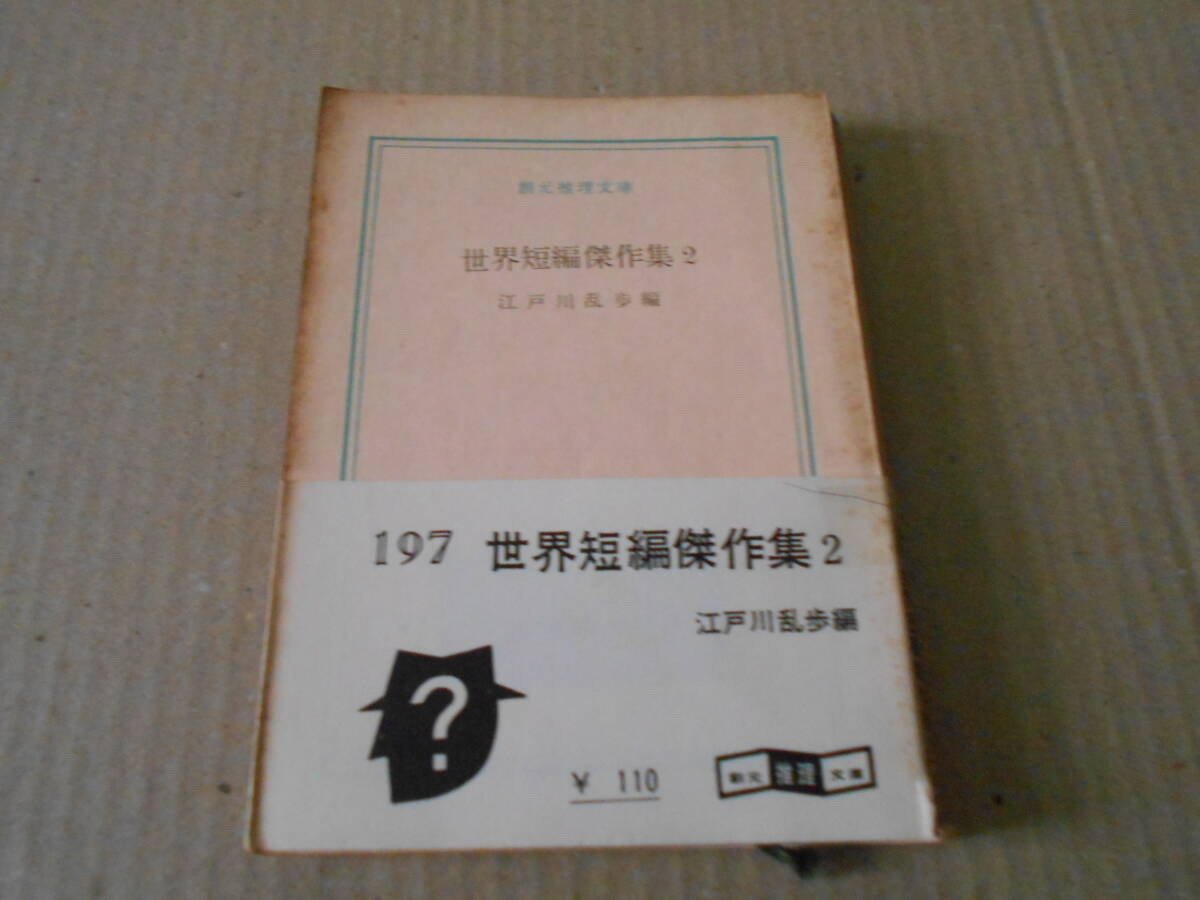 創元推理文庫
世界短編傑作集2
江戸川乱歩編
197 世界短編傑作集2
江戸川乱歩編
?
¥ 110
創元 推理 文庫